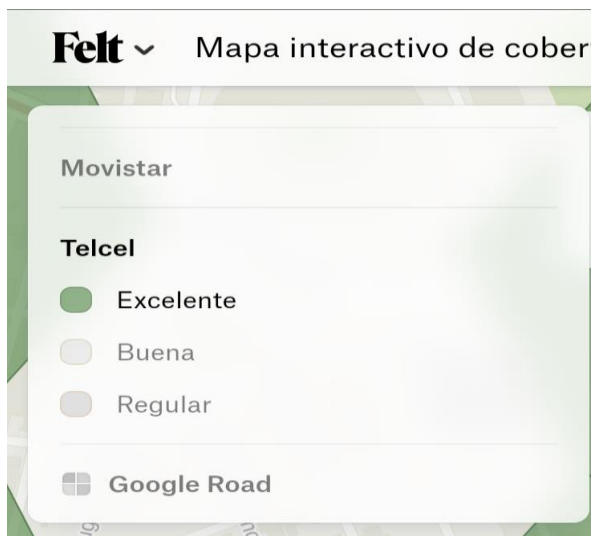 Felt Mapa interactivo de cober
Movistar
Telcel
Excelente
Buena
Regular
Google Road